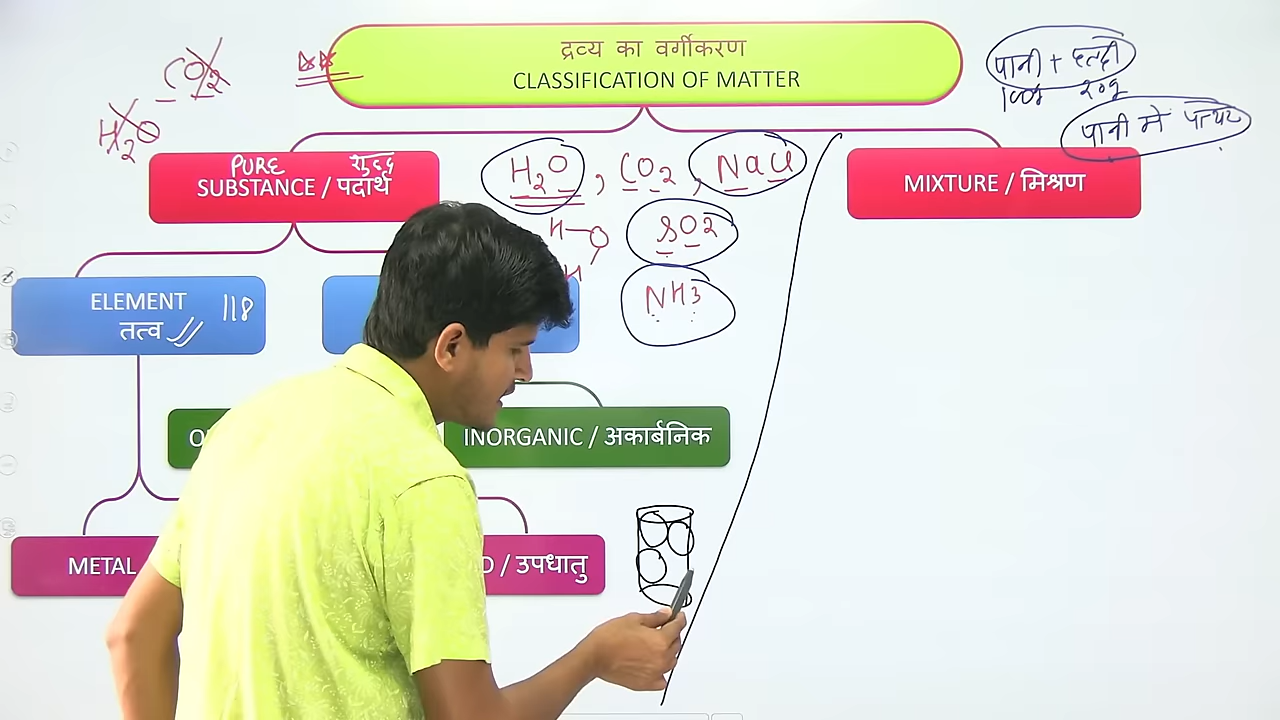 द्रव्य का वर्गीकरण
CLASSIFICATION OF MATTER
CO2
H2O
पानी + हल्दी
100g 20g
पानी में पत्थर
PURE शुद्ध
SUBSTANCE / पदार्थ
H2O, CO2, NaCl
MIXTURE / मिश्रण
H-O
H
SO2
NH3
ELEMENT 118
तत्व
INORGANIC / अकार्बनिक
METAL
D / उपधातु